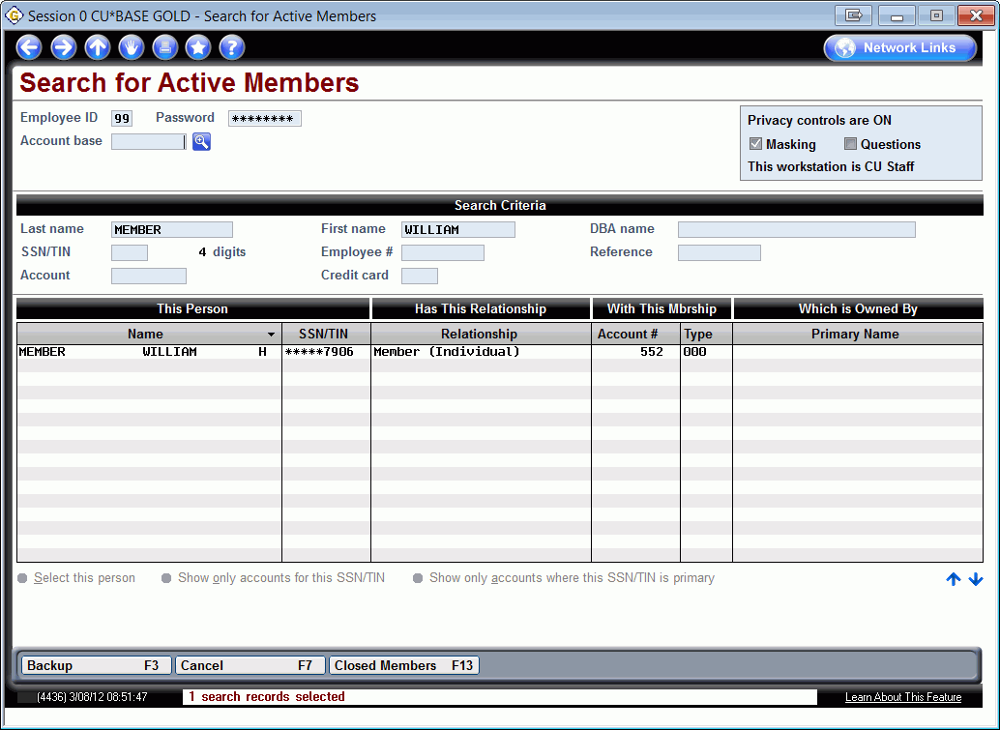 Session 0 CU*BASE GOLD - Search for Active Members
Network Links
Search for Active Members
Employee ID 99 Password ********
Account base
Privacy controls are ON
Masking Questions
This workstation is CU Staff
Search Criteria
Last name MEMBER First name WILLIAM DBA name
SSN/TIN 4 digits Employee # Reference
Account Credit card
This Person Has This Relationship With This Mbrship Which is Owned By
Name SSN/TIN Relationship Account # Type Primary Name
MEMBER WILLIAM H *****7906 Member (Individual) 552 000
Select this person Show only accounts for this SSN/TIN Show only accounts where this SSN/TIN is primary
Backup F3 Cancel F7 Closed Members F13
(4436) 3/08/12 08:51:47 1 search records selected Learn About This Feature